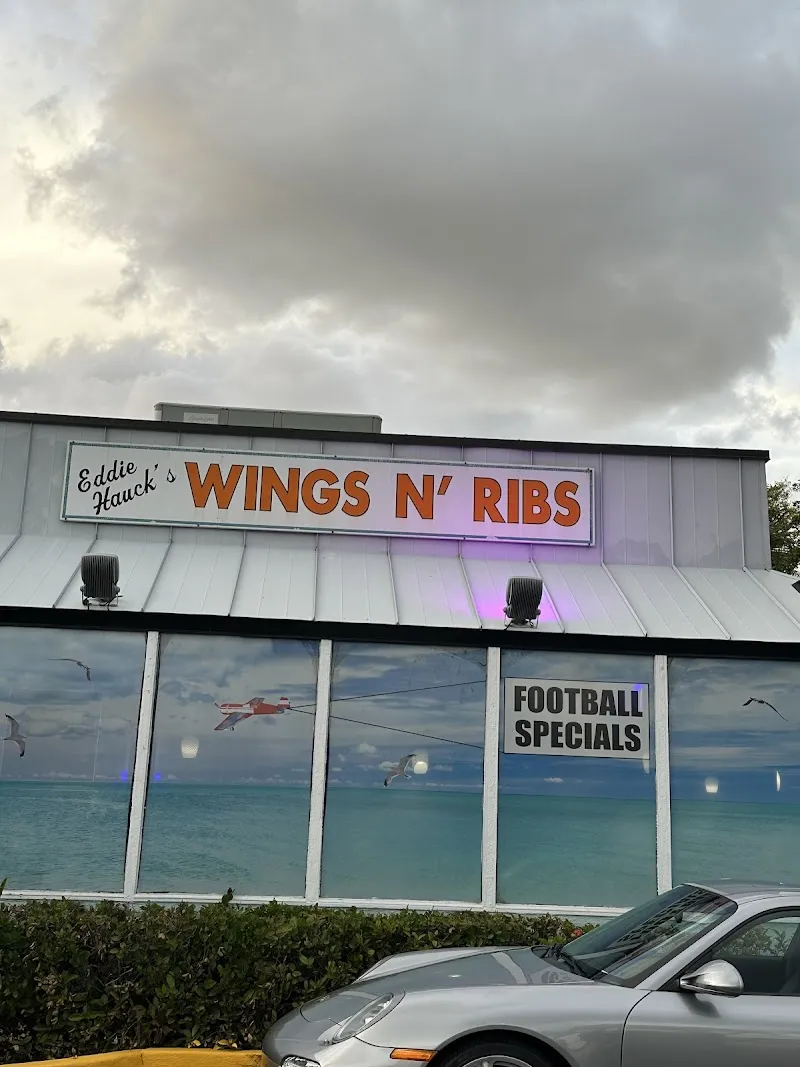 Eddie Hauck's WINGS N' RIBS
FOOTBALL
SPECIALS